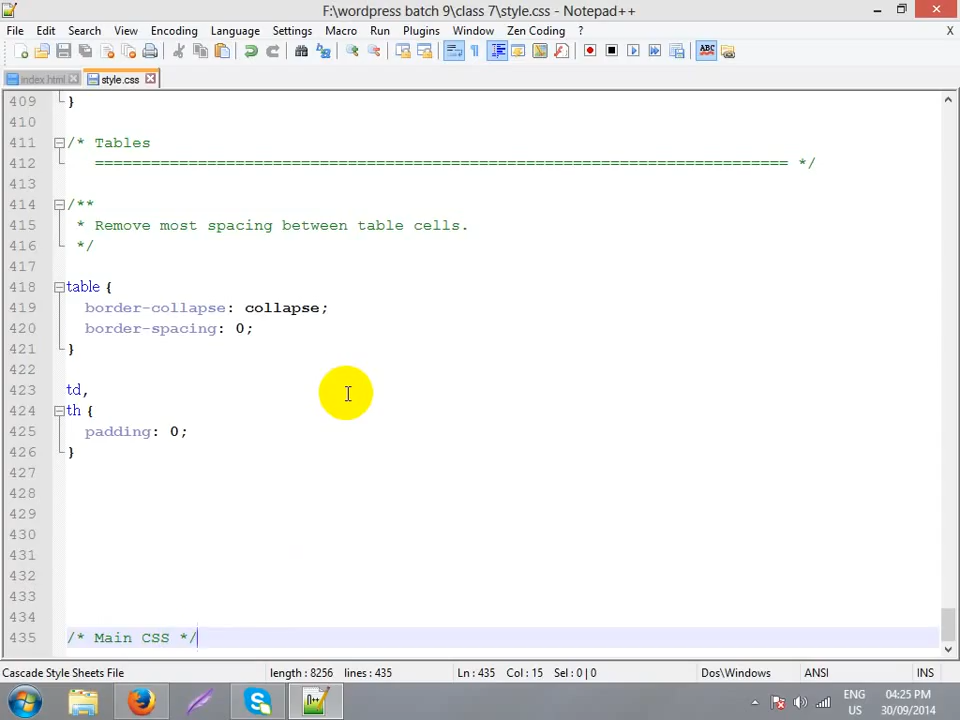 F:\wordpress batch 9\class 7\style.css - Notepad++
File Edit Search View Encoding Language Settings Macro Run Plugins Window Zen Coding ? X
index.html style.css
409 }
410
411 /* Tables
412 ========================================================================== */
413
414 /**
415 * Remove most spacing between table cells.
416 */
417
418 table {
419 border-collapse: collapse;
420 border-spacing: 0;
421 }
422
423 td,
424 th {
425 padding: 0;
426 }
427
428
429
430
431
432
433
434
435 /* Main CSS */
Cascade Style Sheets File length : 8256 lines : 435 Ln : 435 Col : 15 Sel : 0 | 0 Dos\Windows ANSI INS
ENG 04:25 PM
US 30/09/2014